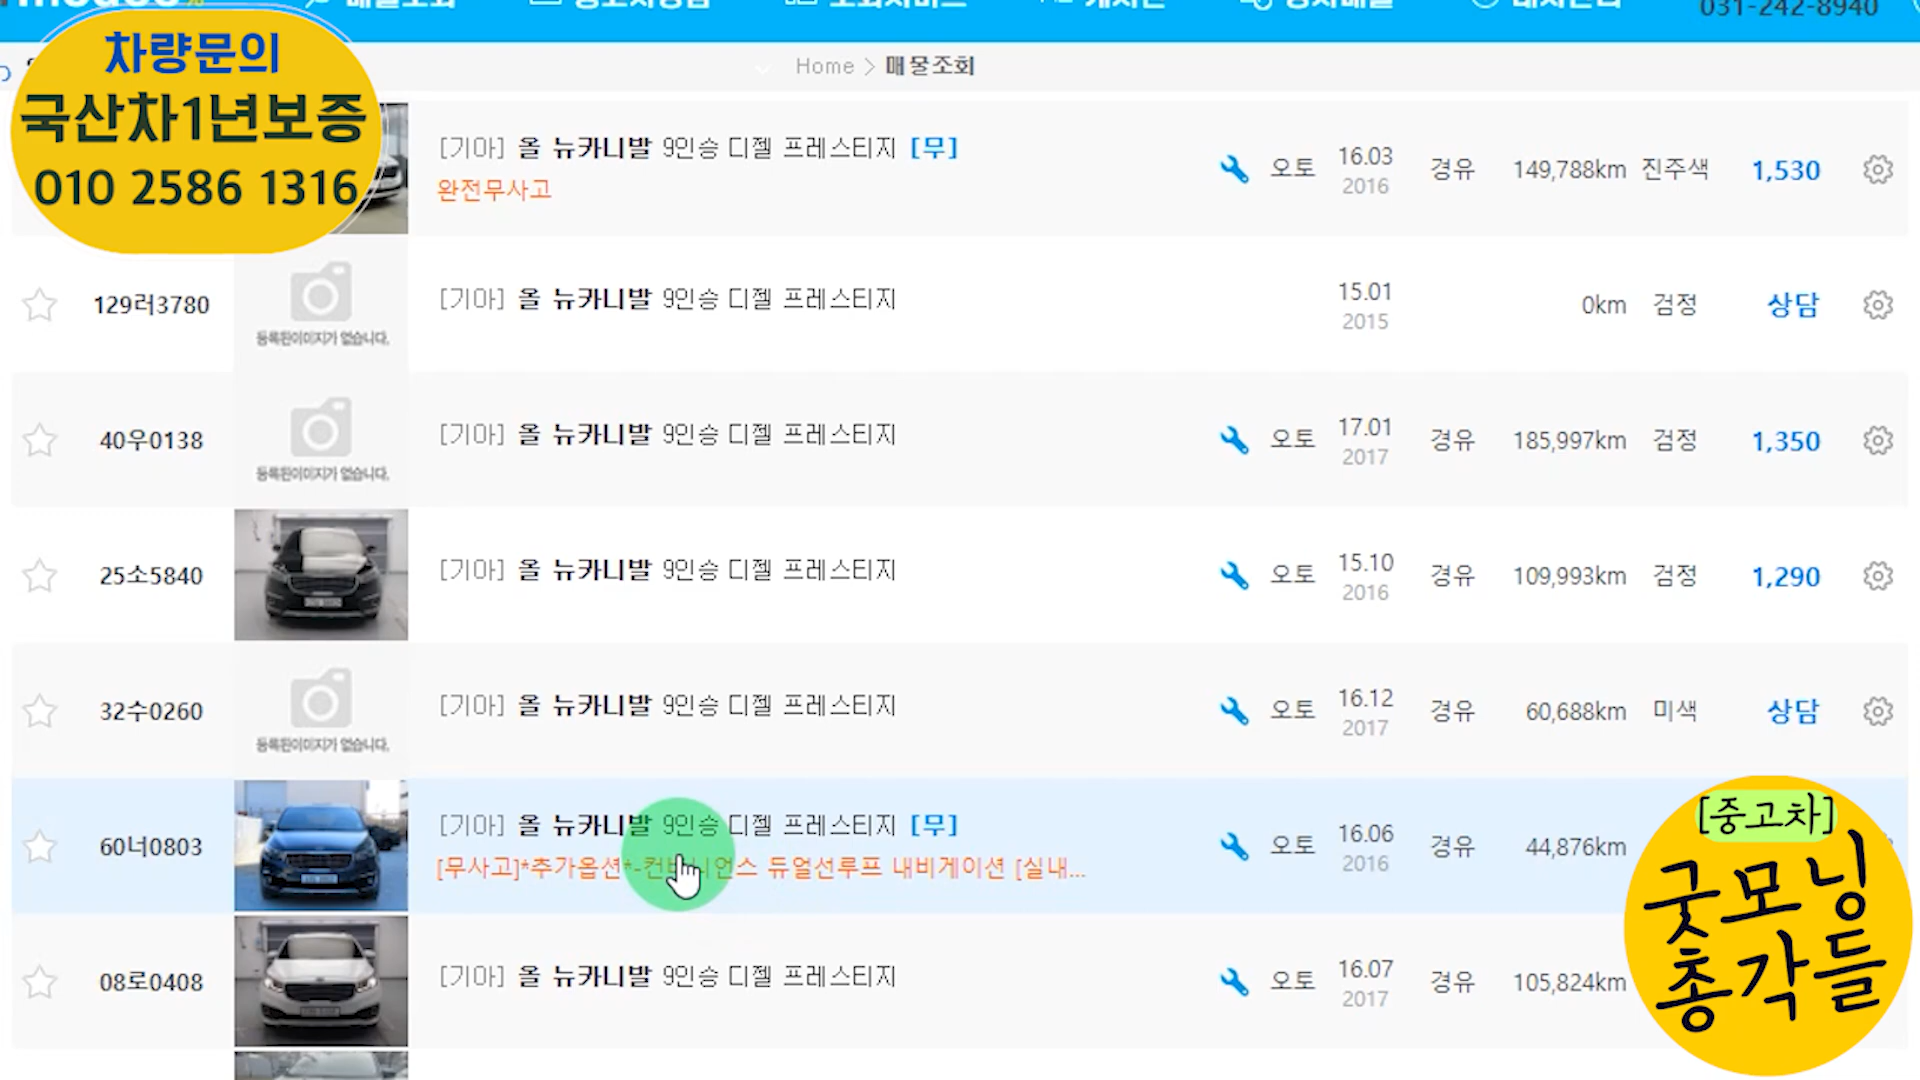 031-242-8940
차량문의
국산차1년보증
010 2586 1316
Home > 매물조회
[기아] 올 뉴카니발 9인승 디젤 프레스티지 [무]
완전무사고
오토 16.03 2016 경유 149,788km 진주색 1,530
129러3780
등록된이미지가 없습니다.
[기아] 올 뉴카니발 9인승 디젤 프레스티지
15.01 2015 0km 검정 상담
40우0138
등록된이미지가 없습니다.
[기아] 올 뉴카니발 9인승 디젤 프레스티지
오토 17.01 2017 경유 185,997km 검정 1,350
25소5840
[기아] 올 뉴카니발 9인승 디젤 프레스티지
오토 15.10 2016 경유 109,993km 검정 1,290
32수0260
등록된이미지가 없습니다.
[기아] 올 뉴카니발 9인승 디젤 프레스티지
오토 16.12 2017 경유 60,688km 미색 상담
60너0803
[기아] 올 뉴카니발 9인승 디젤 프레스티지 [무]
[무사고]*추가옵션*-컨비니언스 듀얼선루프 내비게이션 [실내...
오토 16.06 2016 경유 44,876km
08로0408
[기아] 올 뉴카니발 9인승 디젤 프레스티지
오토 16.07 2017 경유 105,824km
[중고차]
굿모닝
총각들